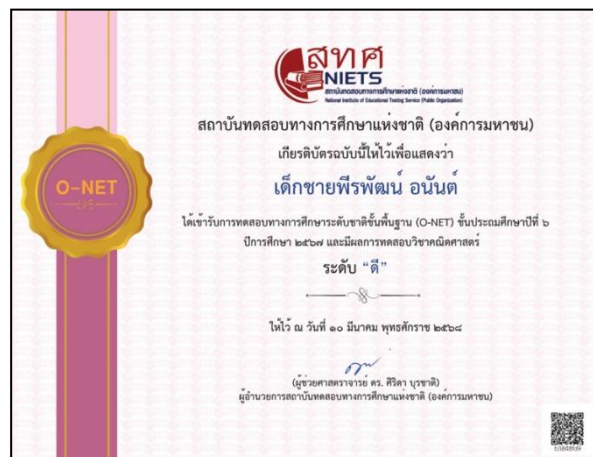 สทศ
NIETS
สถาบันทดสอบทางการศึกษาแห่งชาติ (องค์การมหาชน)
National Institute of Educational Testing Service (Public Organization)
สถาบันทดสอบทางการศึกษาแห่งชาติ (องค์การมหาชน)
เกียรติบัตรฉบับนี้ให้ไว้เพื่อแสดงว่า
เด็กชายพีรพัฒน์ อนันต์
O-NET
ได้เข้ารับการทดสอบทางการศึกษาระดับชาติขั้นพื้นฐาน (O-NET) ชั้นประถมศึกษาปีที่ ๖
ปีการศึกษา ๒๕๖๗ และมีผลการทดสอบวิชาคณิตศาสตร์
ระดับ “ดี”
ให้ไว้ ณ วันที่ ๑๐ มีนาคม พุทธศักราช ๒๕๖๘
(ผู้ช่วยศาสตราจารย์ ดร. ศิริดา บุรชาติ)
ผู้อำนวยการสถาบันทดสอบทางการศึกษาแห่งชาติ (องค์การมหาชน)